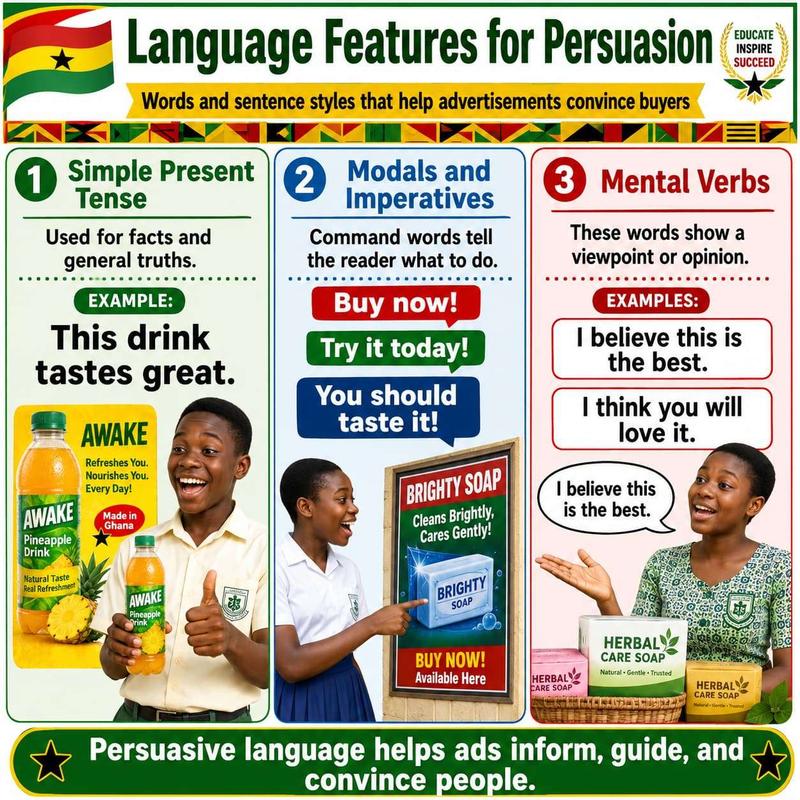 Language Features for Persuasion
EDUCATE
INSPIRE
SUCCEED
Words and sentence styles that help advertisements convince buyers
1 Simple Present
Tense
Used for facts and
general truths.
EXAMPLE:
This drink
tastes great.
AWAKE
Refreshes You.
Nourishes You.
Every Day!
Made in
Ghana
AWAKE
Pineapple
Drink
Natural Taste
Real Refreshment
AWAKE
Pineapple
Drink
2 Modals and
Imperatives
Command words tell
the reader what to do.
Buy now!
Try it today!
You should
taste it!
BRIGHTY SOAP
Cleans Brightly,
Cares Gently!
BRIGHTY
SOAP
BUY NOW!
Available Here
3 Mental Verbs
These words show a
viewpoint or opinion.
EXAMPLES:
I believe this is
the best.
I think you will
love it.
I believe this
is the best.
HERBAL
CARE SOAP
HERBAL
CARE SOAP
Natural • Gentle • Trusted
HERBAL
CARE SOAP
Natural • Gentle • Trusted
Persuasive language helps ads inform, guide, and
convince people.